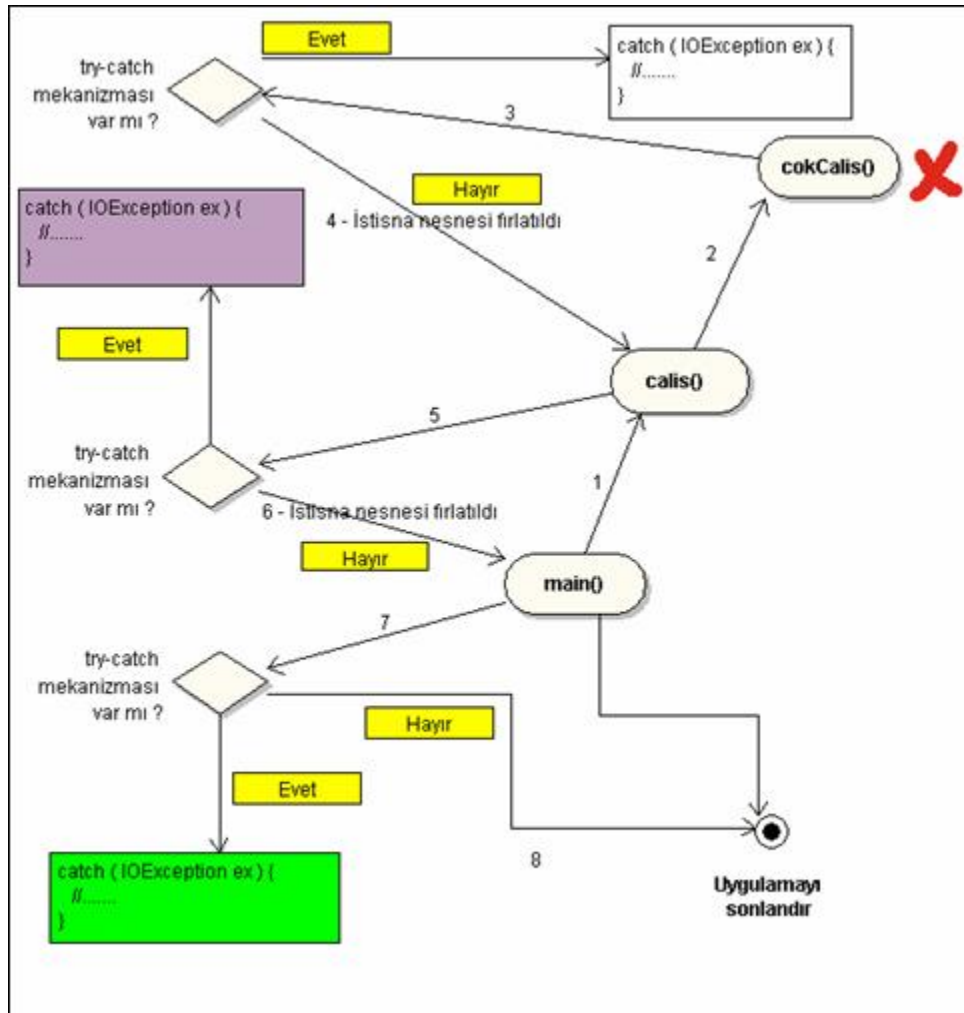 Evet
catch ( IOException ex ) {
//.......
}
try-catch
mekanizması
var mı ?
3
cokCalis()
Hayır
4 - İstisna nesnesi fırlatıldı
catch ( IOException ex ) {
//.......
}
2
Evet
calis()
5
try-catch
mekanizması
var mı ?
1
6 - İstisna nesnesi fırlatıldı
Hayır
main()
7
try-catch
mekanizması
var mı ?
Hayır
Evet
8
catch ( IOException ex ) {
//.......
}
Uygulamayı
sonlandır